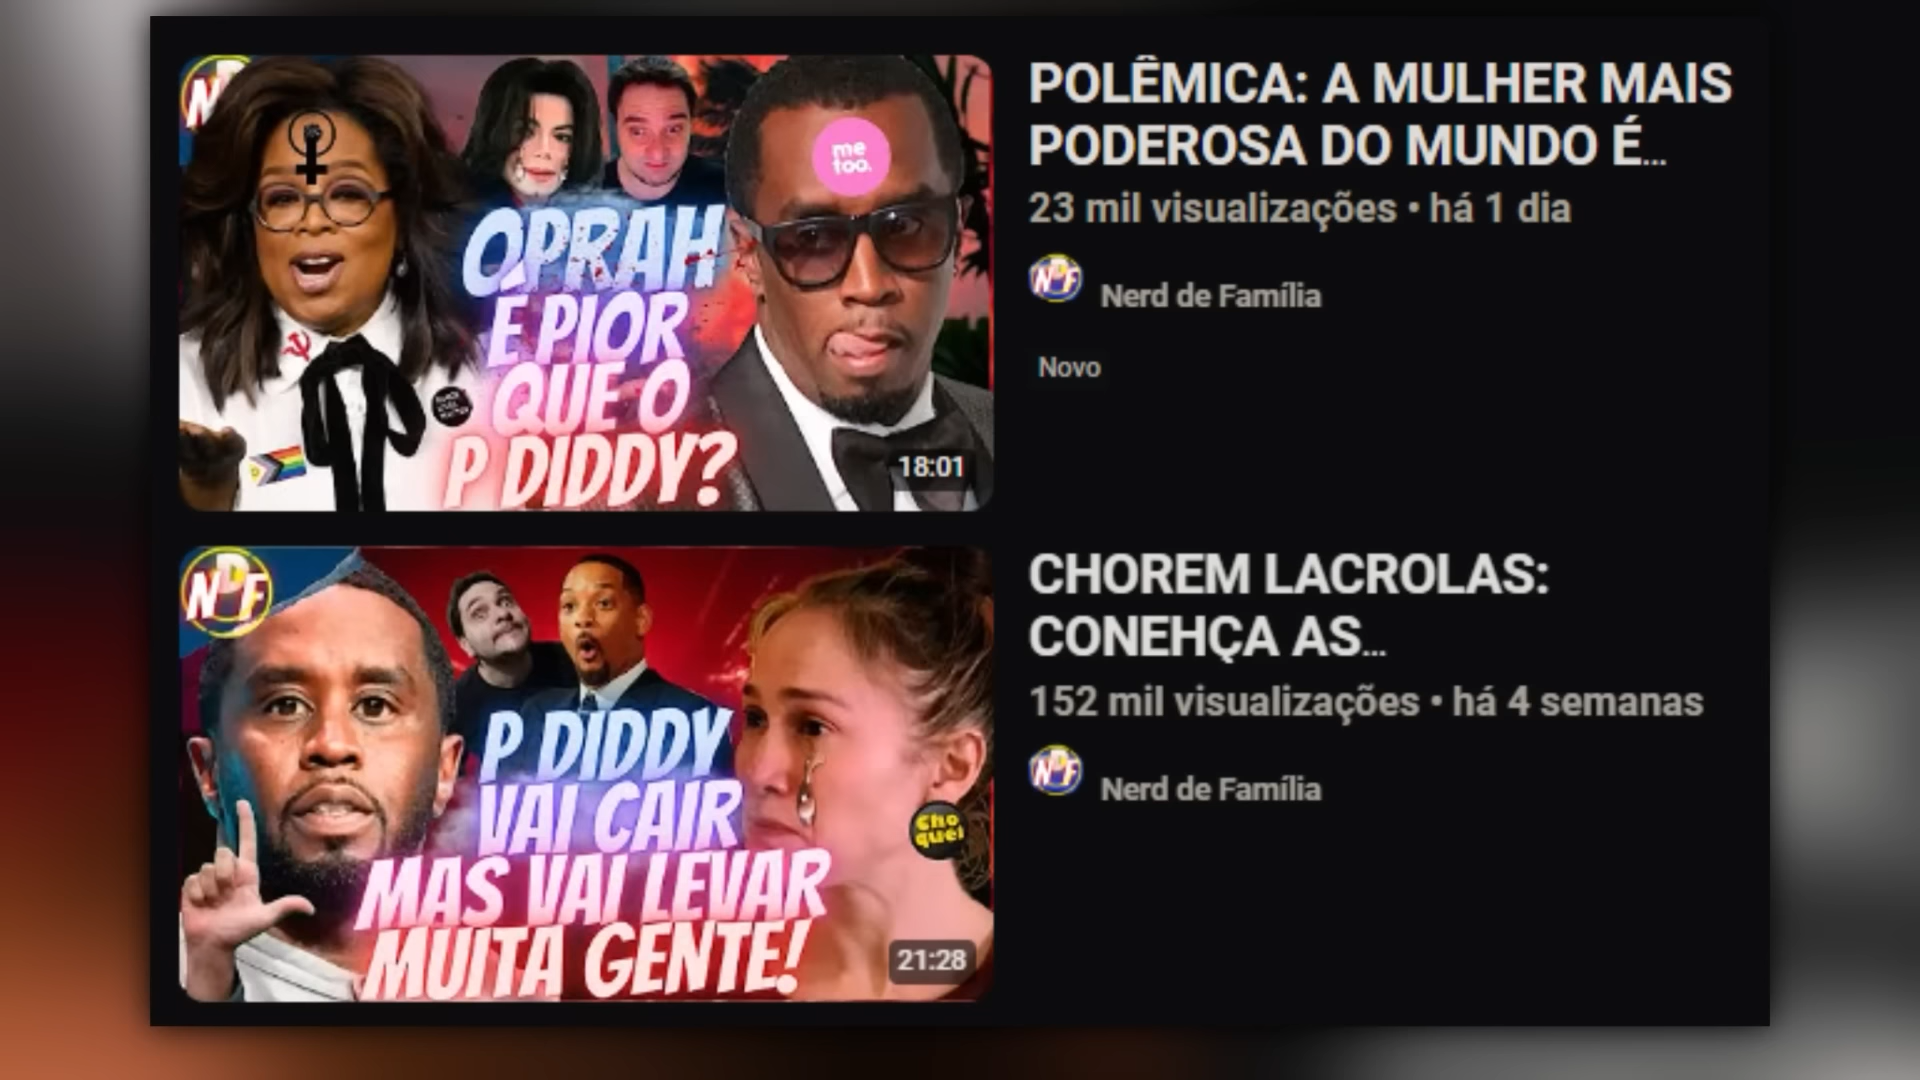 NDF
me
too.
OPRAH
É PIOR
QUE O
P DIDDY?
18:01
POLÊMICA: A MULHER MAIS
PODEROSA DO MUNDO É...
23 mil visualizações • há 1 dia
NDF
Nerd de Família
Novo
NDF
P DIDDY
VAI CAIR
MAS VAI LEVAR
MUITA GENTE!
Cho
quei
21:28
CHOREM LACROLAS:
CONEHÇA AS...
152 mil visualizações • há 4 semanas
NDF
Nerd de Família